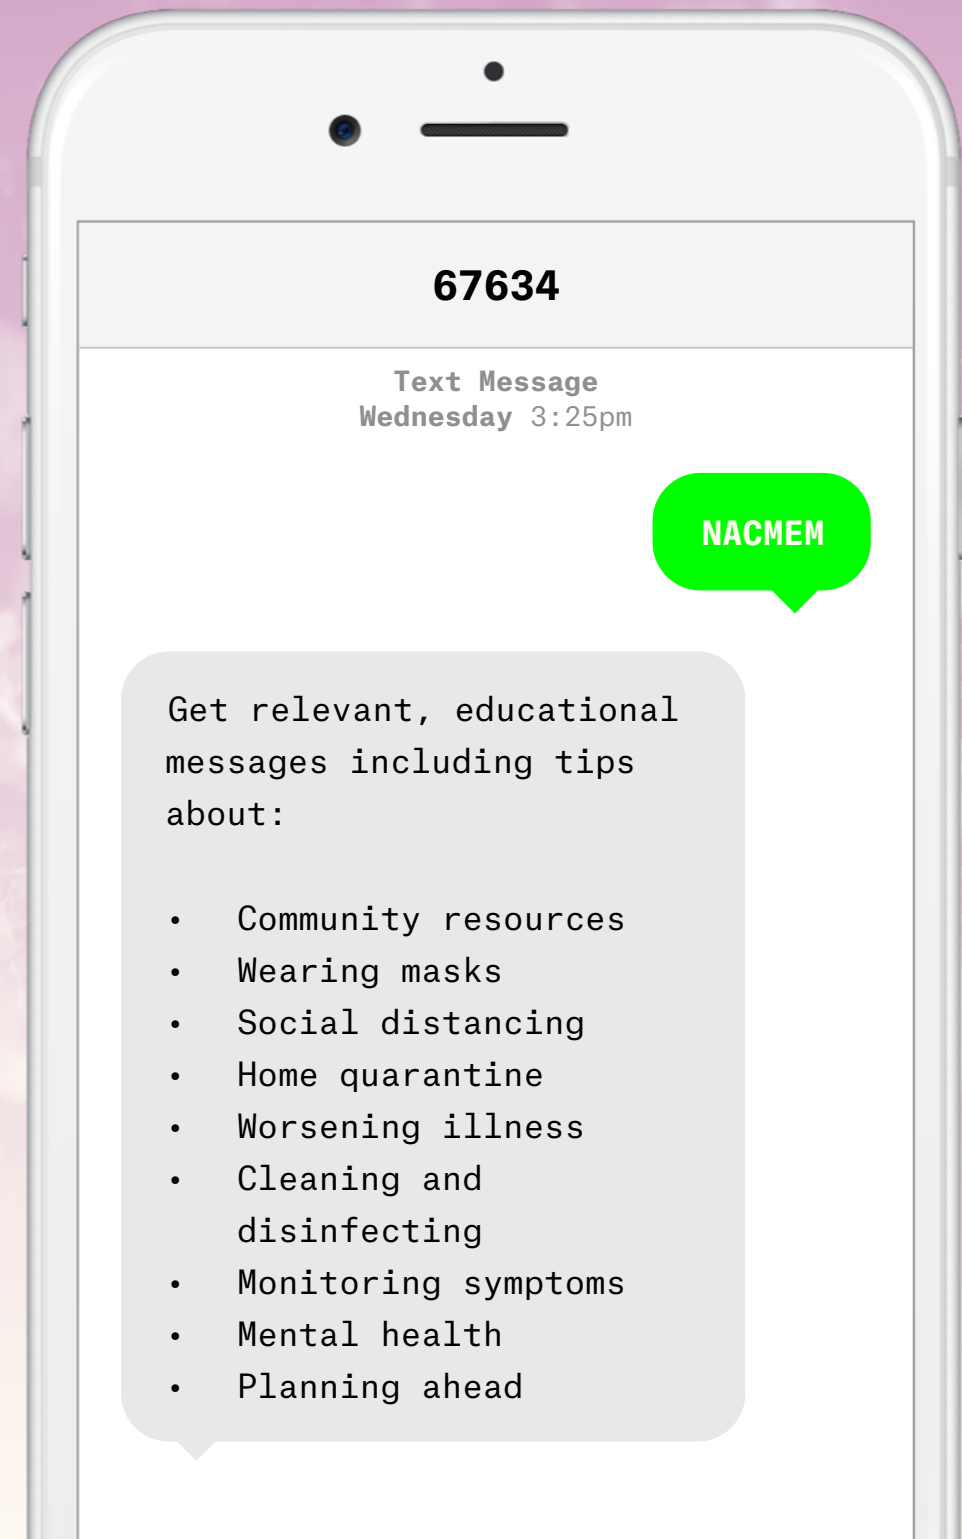 67634
Text Message
Wednesday 3:25pm
NACMEM
Get relevant, educational
messages including tips
about:
• Community resources
• Wearing masks
• Social distancing
• Home quarantine
• Worsening illness
• Cleaning and
disinfecting
• Monitoring symptoms
• Mental health
• Planning ahead